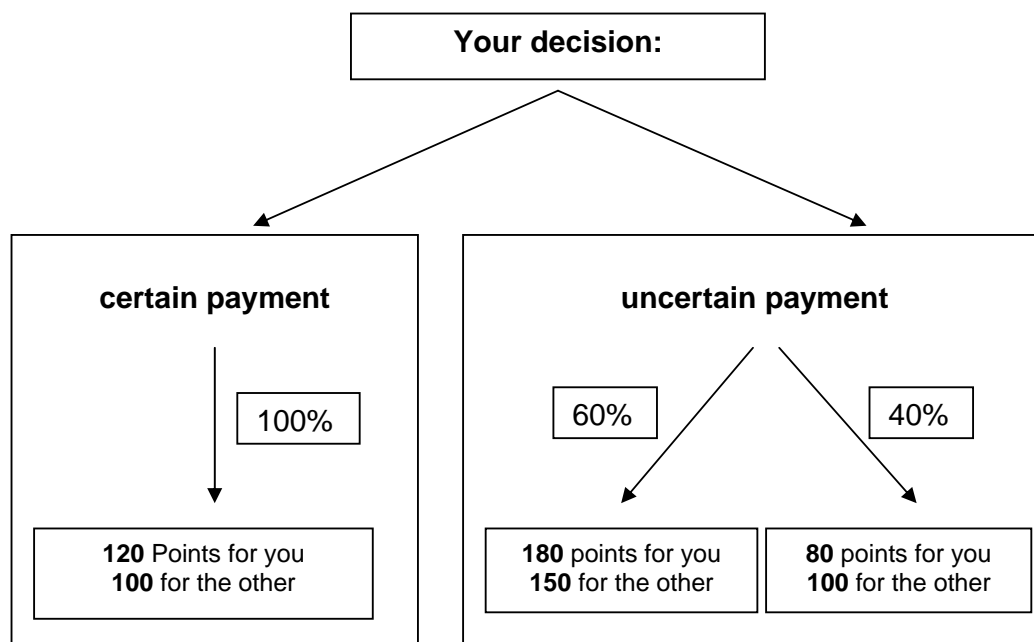 Your decision:
certain payment
100%
120 Points for you
100 for the other
uncertain payment
60%
40%
180 points for you
150 for the other
80 points for you
100 for the other